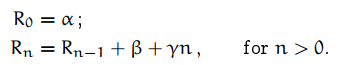 R₀ = α ;
Rₙ = Rₙ₋₁ + β + γn , for n > 0.